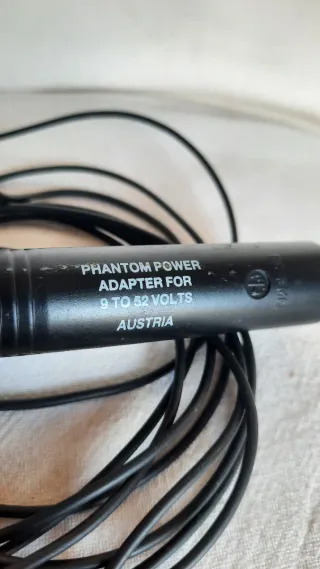 PHANTOM POWER
ADAPTER FOR
9 TO 52 VOLTS
AUSTRIA